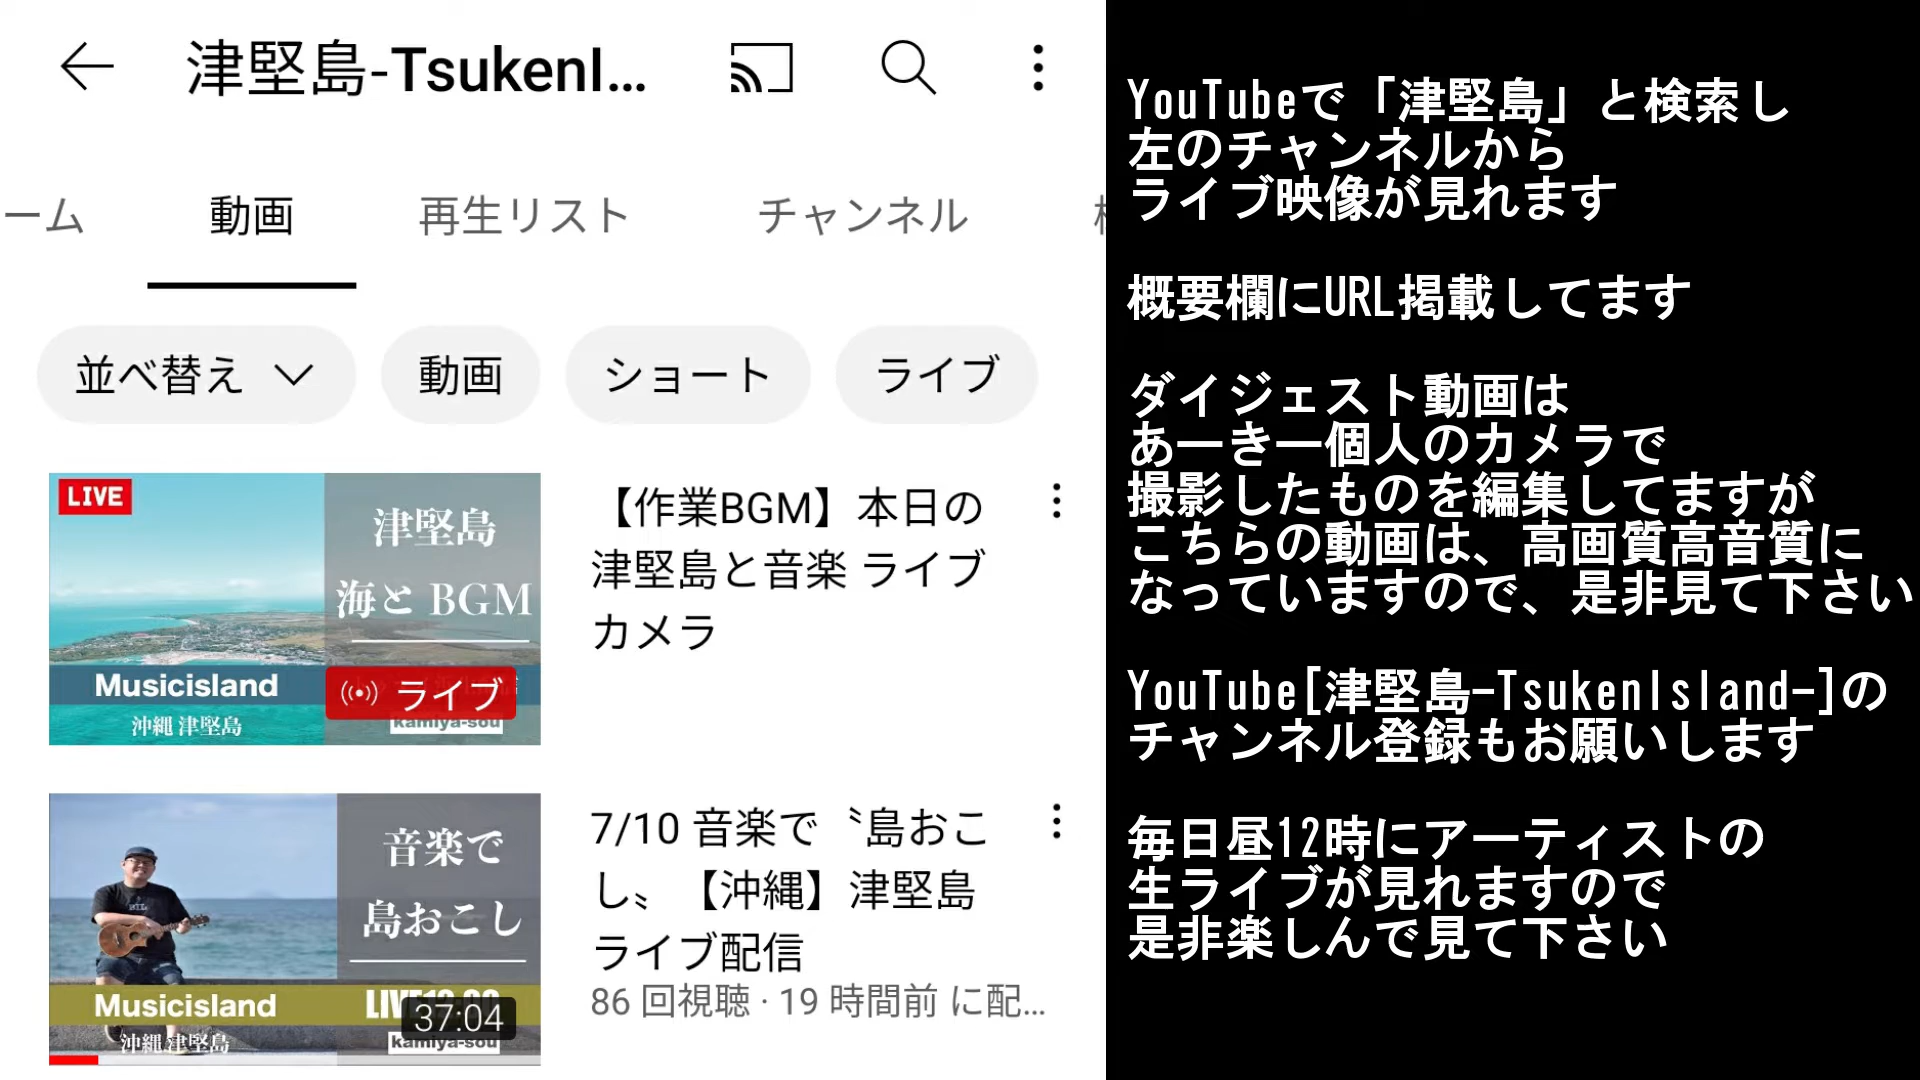 津堅島-TsukenI...
ーム
動画
再生リスト
チャンネル
並べ替え
動画
ショート
ライブ
LIVE
津堅島
海と BGM
Musicisland
ライブ
沖縄 津堅島
kamiya-sou
【作業BGM】本日の
津堅島と音楽 ライブ
カメラ
音楽で
島おこし
Musicisland
37:04
沖縄 津堅島
kamiya-sou
7/10 音楽で〝島おこ
し〟【沖縄】津堅島
ライブ配信
86 回視聴・19 時間前 に配...
YouTubeで「津堅島」と検索し
左のチャンネルから
ライブ映像が見れます
概要欄にURL掲載してます
ダイジェスト動画は
あーきー個人のカメラで
撮影したものを編集してますが
こちらの動画は、高画質高音質に
なっていますので、是非見て下さい
YouTube[津堅島-TsukenIsland-]の
チャンネル登録もお願いします
毎日昼12時にアーティストの
生ライブが見れますので
是非楽しんで見て下さい